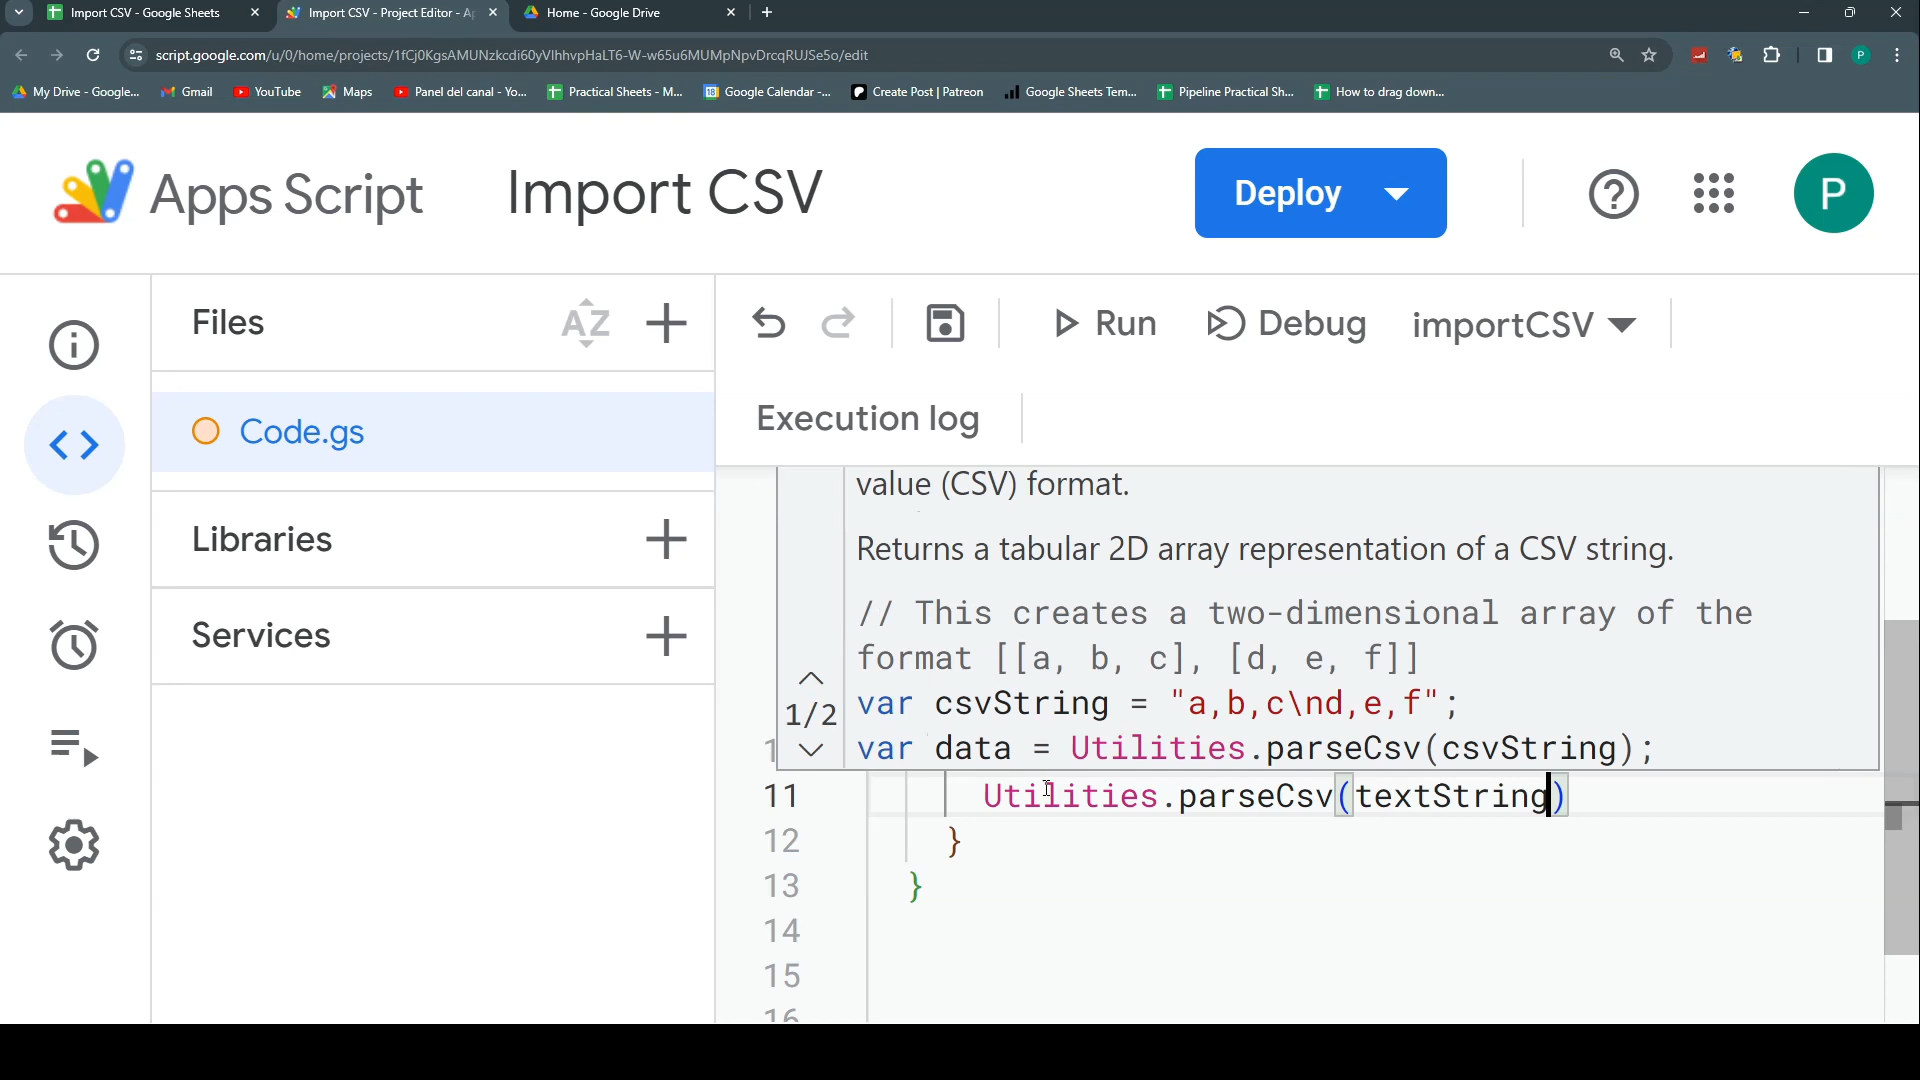 Import CSV - Google Sheets
Import CSV - Project Editor - Ap
Home - Google Drive
script.google.com/u/0/home/projects/1fCj0KgsAMUNzkcdi60yVIhhvpHaLT6-W-w65u6MUMpNpvDrcqRUJSe5o/edit
P
My Drive - Google...
Gmail
YouTube
Maps
Panel del canal - Yo...
Practical Sheets - M...
Google Calendar -...
Create Post | Patreon
Google Sheets Tem...
Pipeline Practical Sh...
How to drag down...
Apps Script
Import CSV
Deploy
P
Files
AZ
Run
Debug
importCSV
Code.gs
Execution log
Libraries
Services
value (CSV) format.
Returns a tabular 2D array representation of a CSV string.
// This creates a two-dimensional array of the
format [[a, b, c], [d, e, f]]
var csvString = "a,b,c\nd,e,f";
1/2
var data = Utilities.parseCsv(csvString);
11 Utilities.parseCsv(textString)
12 }
13 }
14
15
16